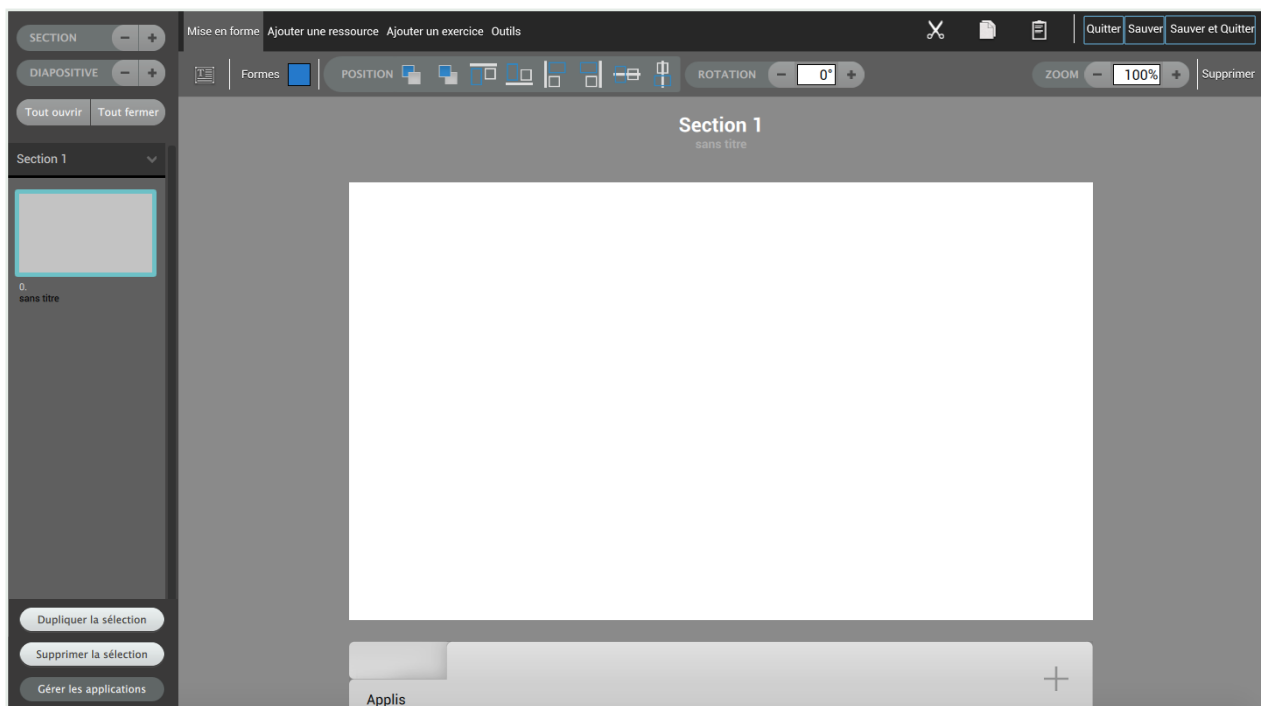 SECTION
DIAPOSITIVE
Tout ouvrir Tout fermer
Section 1
0.
sans titre
Dupliquer la sélection
Supprimer la sélection
Gérer les applications
Mise en forme Ajouter une ressource Ajouter un exercice Outils
Quitter Sauver Sauver et Quitter
Formes POSITION ROTATION 0° ZOOM 100% Supprimer
Section 1
sans titre
Applis